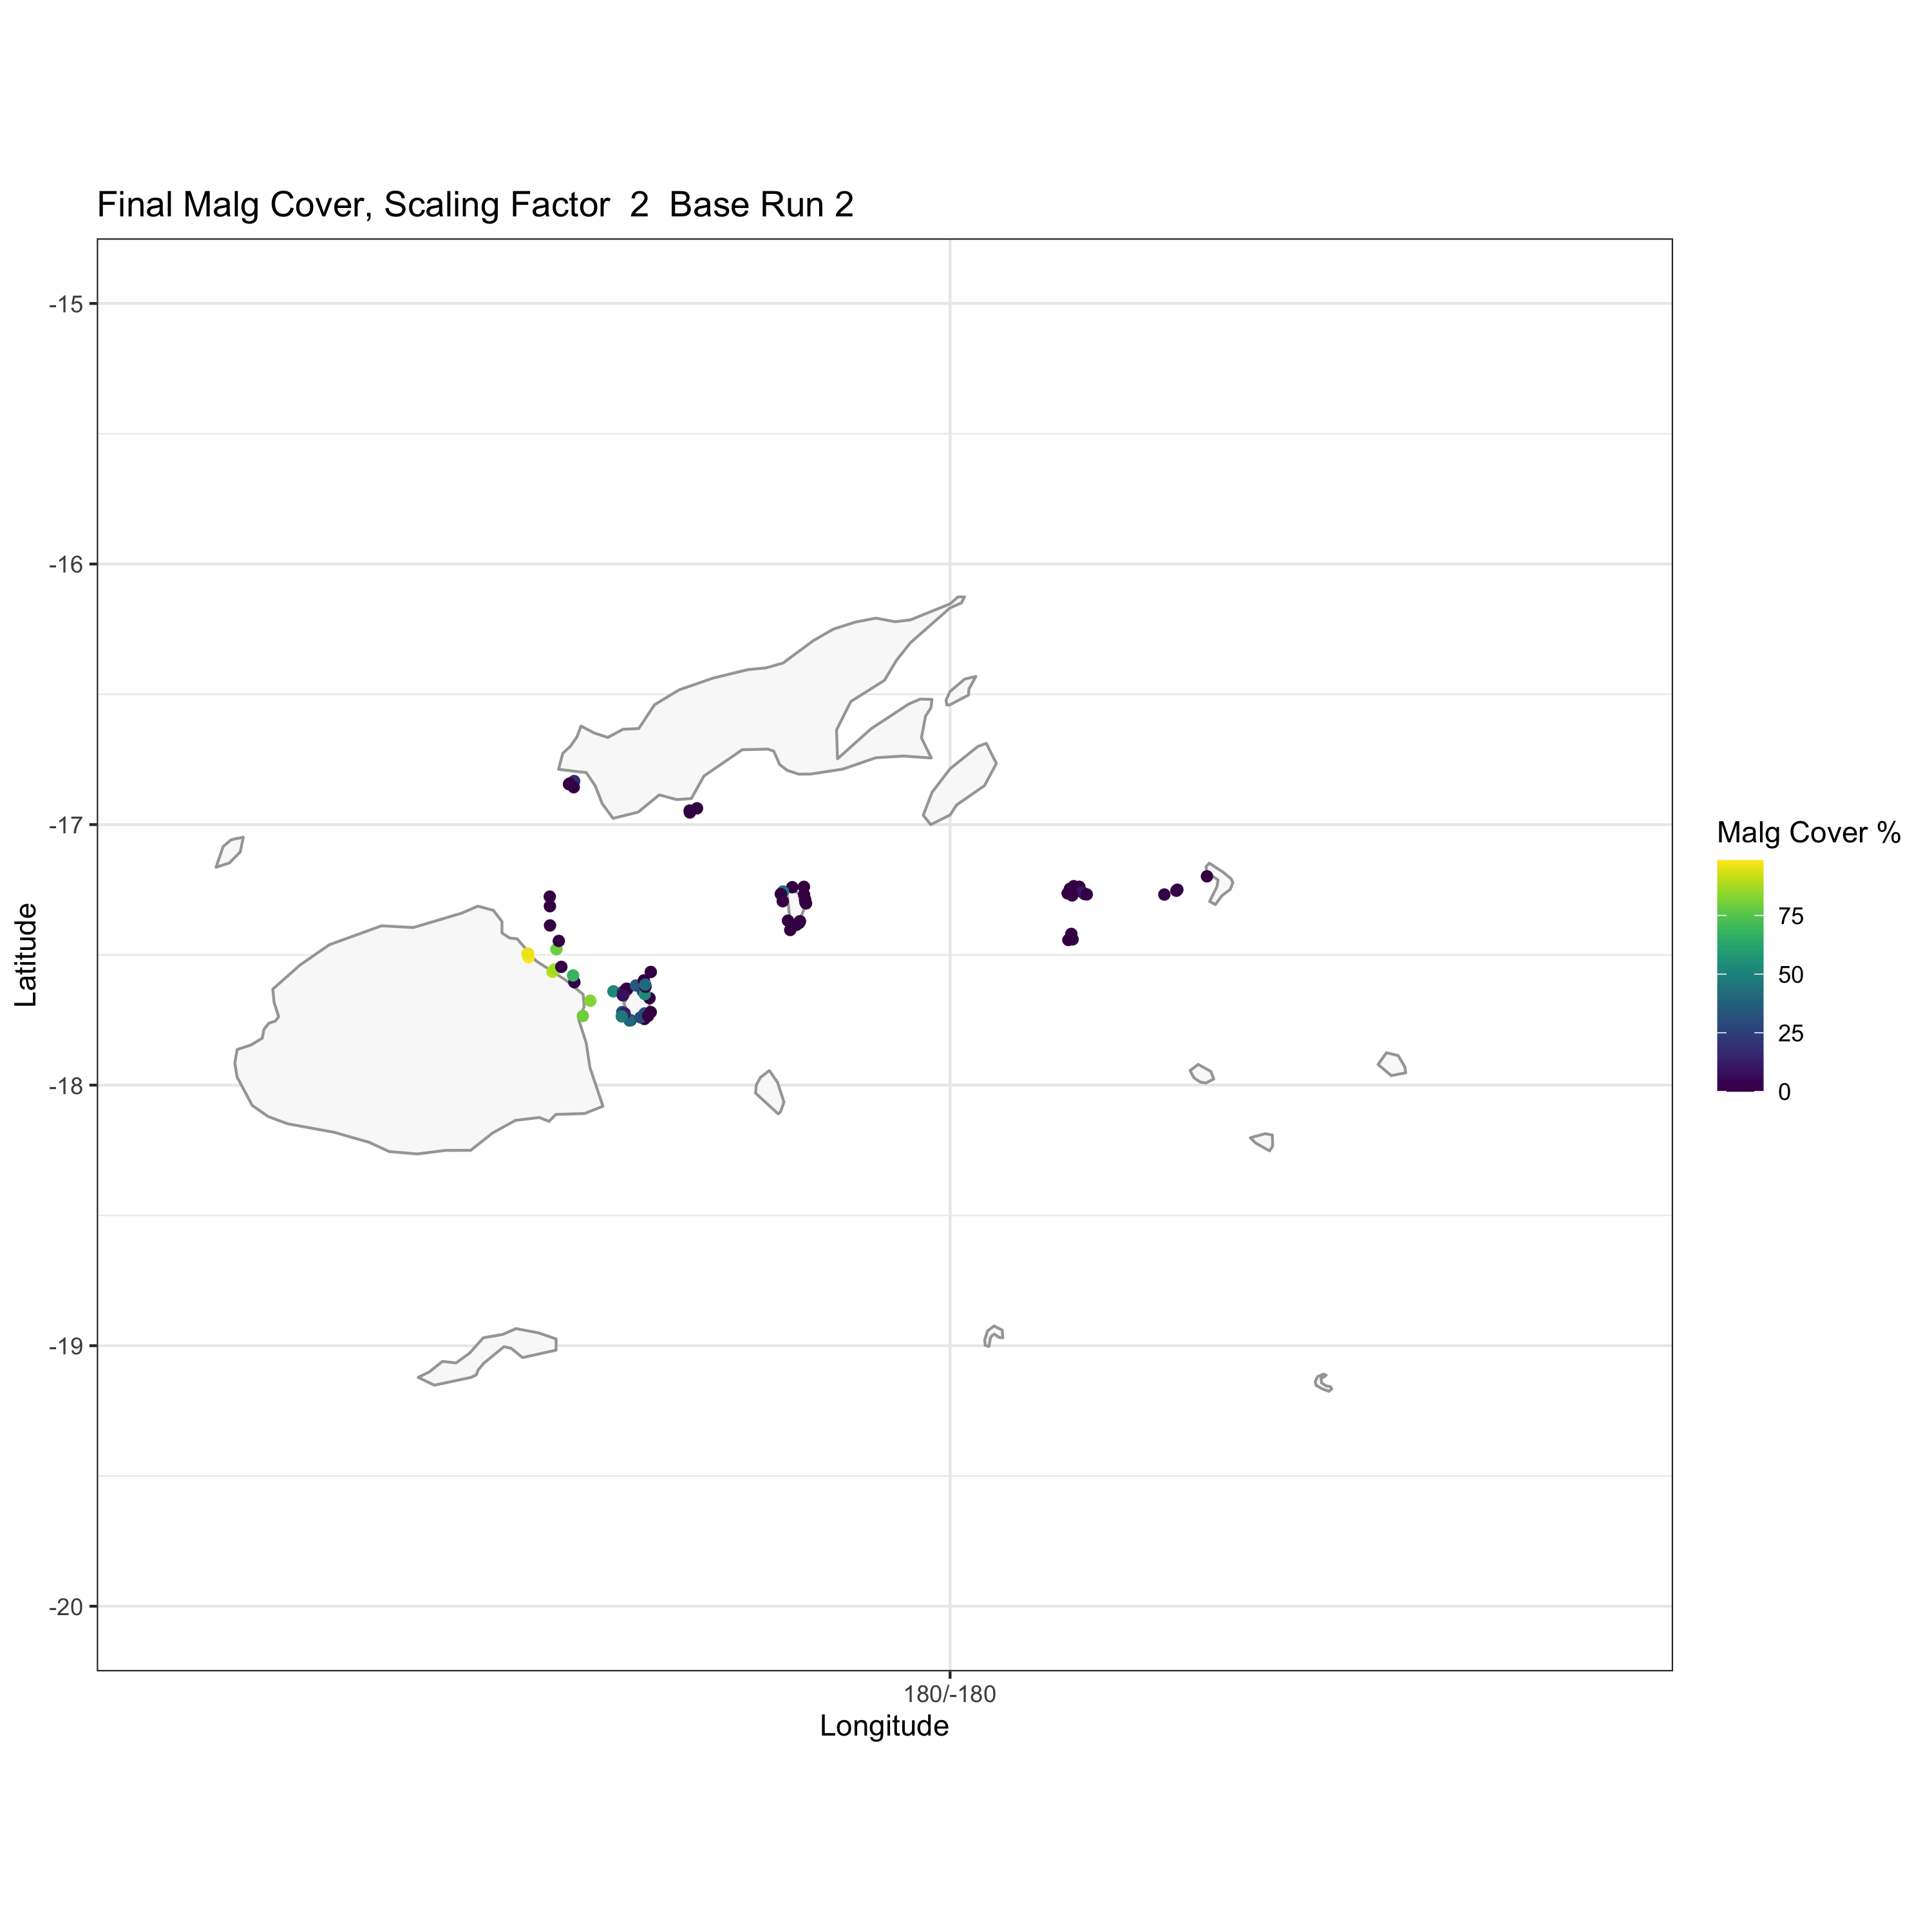 Final Malg Cover, Scaling Factor  2  Base Run 2
-15
-16
-17
-18
-19
-20
Latitude
180/-180
Longitude
Malg Cover %
75
50
25
0